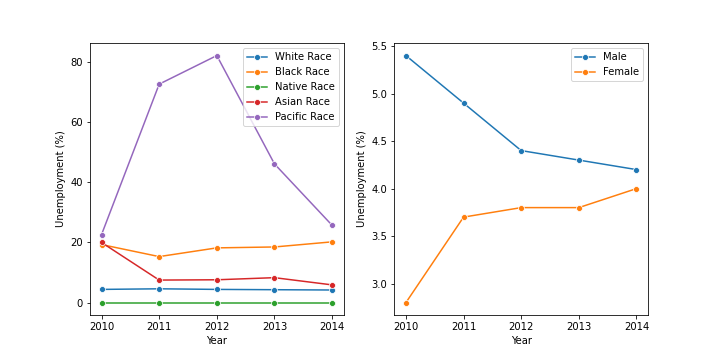 80
60
40
20
0
Unemployment (%)
2010 2011 2012 2013 2014
Year
White Race
Black Race
Native Race
Asian Race
Pacific Race
5.5
5.0
4.5
4.0
3.5
3.0
Unemployment (%)
2010 2011 2012 2013 2014
Year
Male
Female